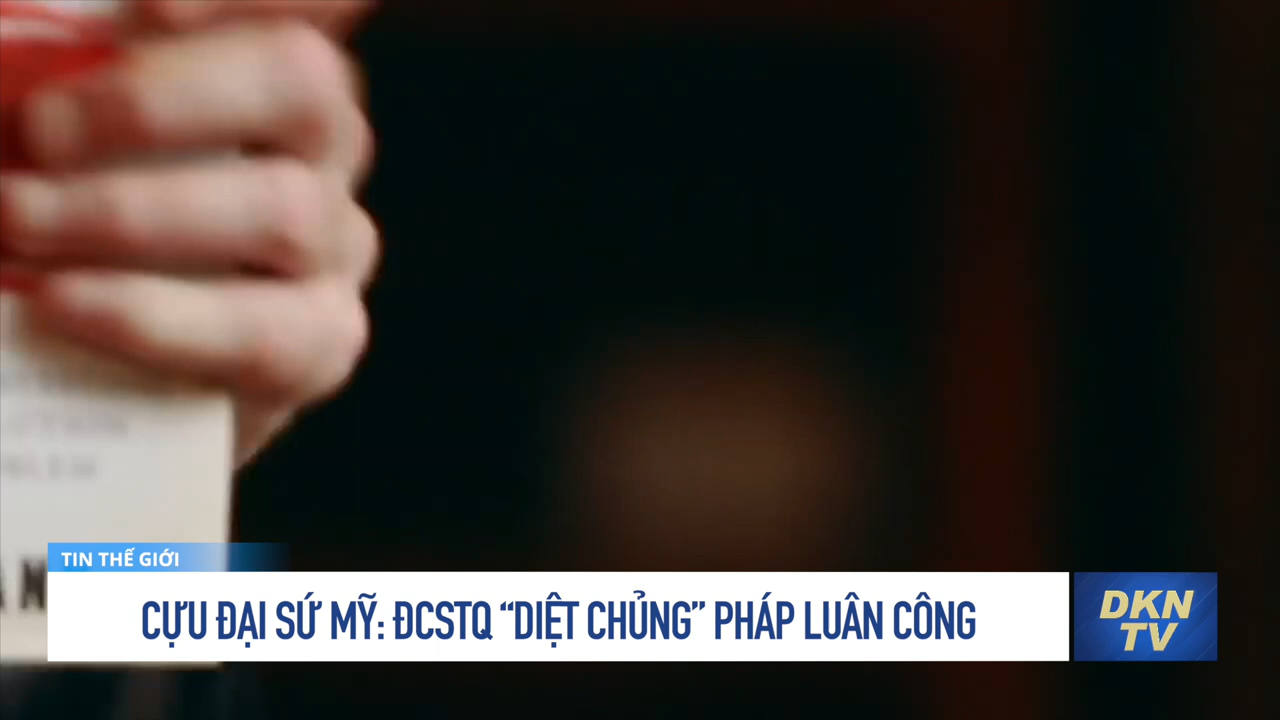 TIN THẾ GIỚI
CỰU ĐẠI SỨ MỸ: ĐCSTQ “DIỆT CHỦNG” PHÁP LUÂN CÔNG
DKN
TV